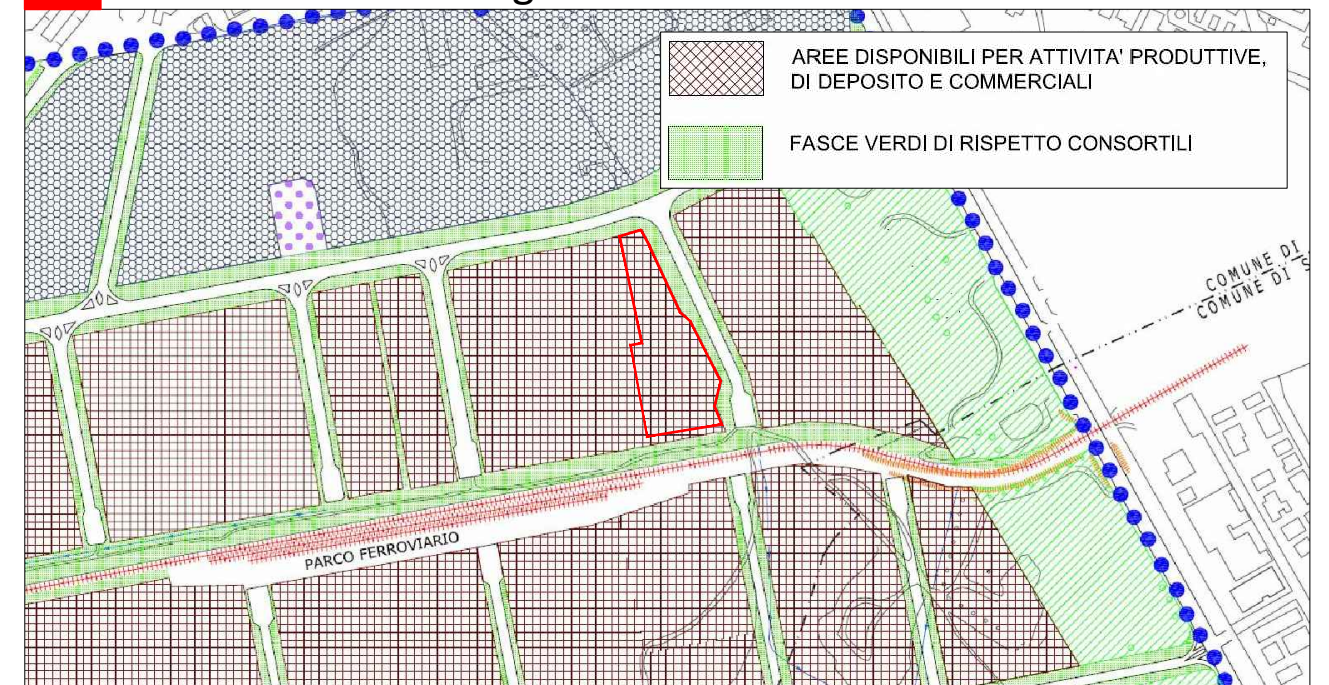 AREE DISPONIBILI PER ATTIVITA' PRODUTTIVE,
DI DEPOSITO E COMMERCIALI
FASCE VERDI DI RISPETTO CONSORTILI
COMUNE DI
COMUNE DI S
PARCO FERROVIARIO